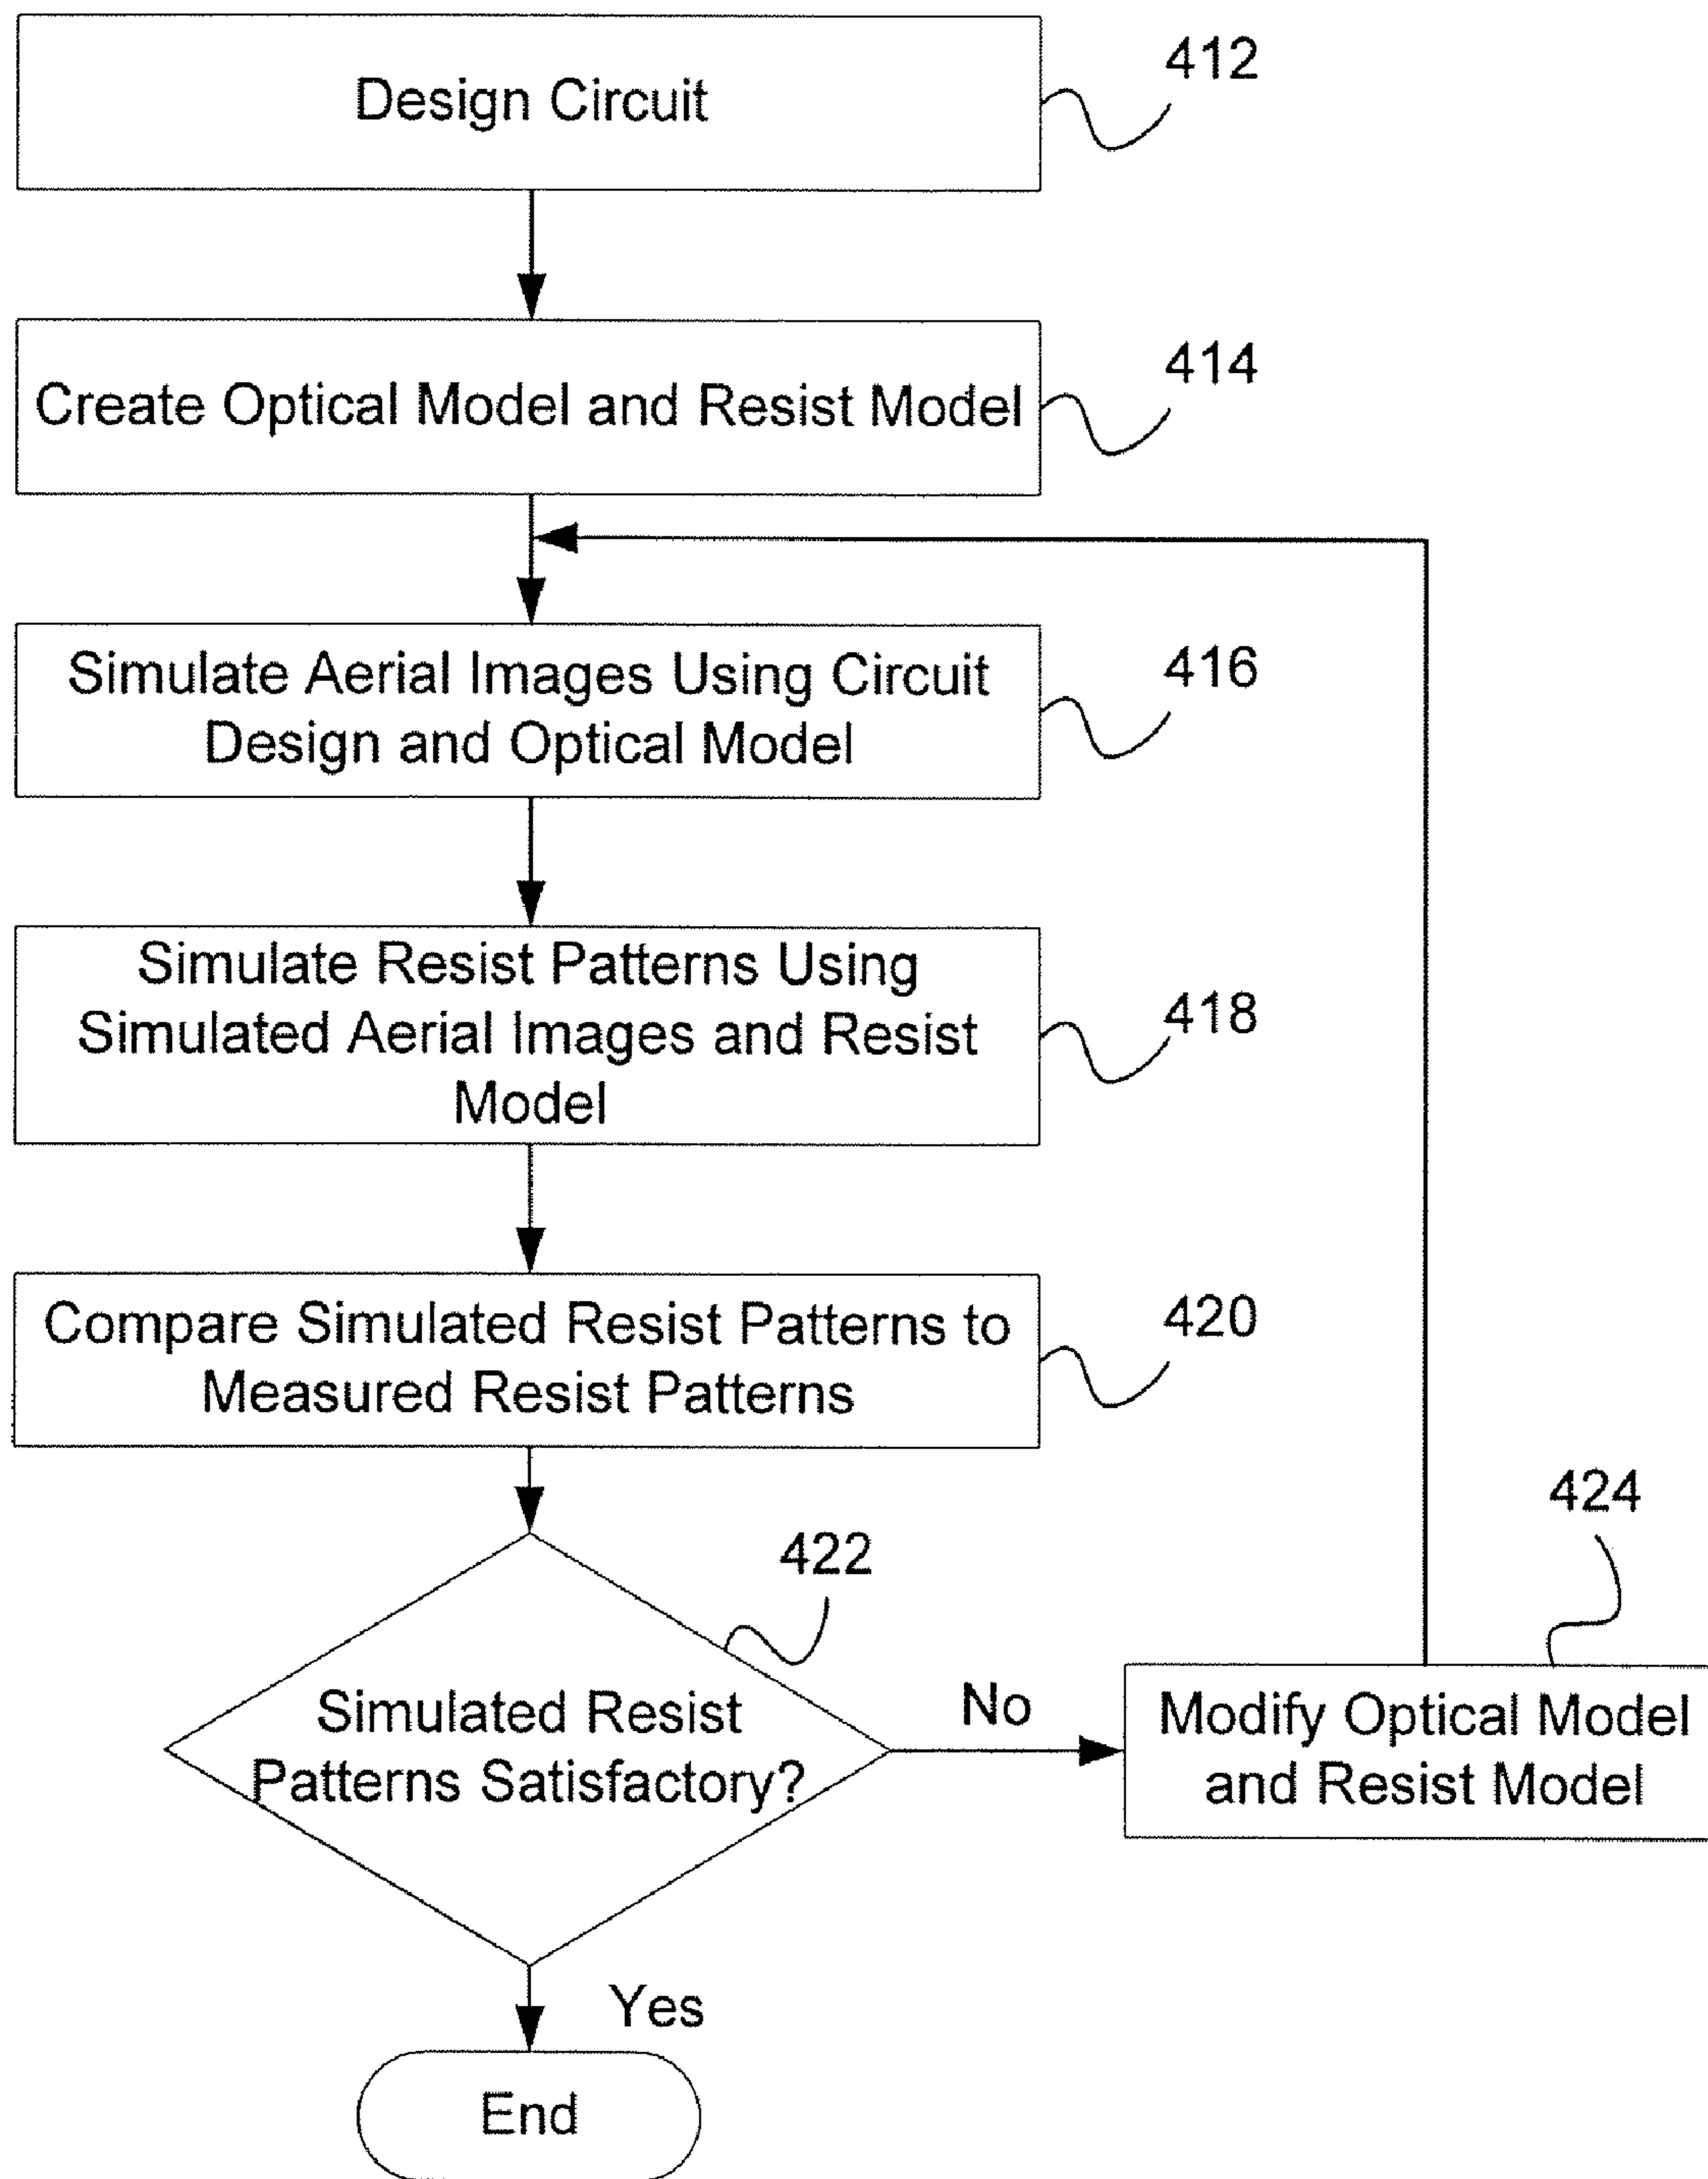 Design Circuit
412
Create Optical Model and Resist Model
414
Simulate Aerial Images Using Circuit
Design and Optical Model
416
Simulate Resist Patterns Using
Simulated Aerial Images and Resist
Model
418
Compare Simulated Resist Patterns to
Measured Resist Patterns
420
422
Simulated Resist
Patterns Satisfactory?
No
424
Modify Optical Model
and Resist Model
Yes
End